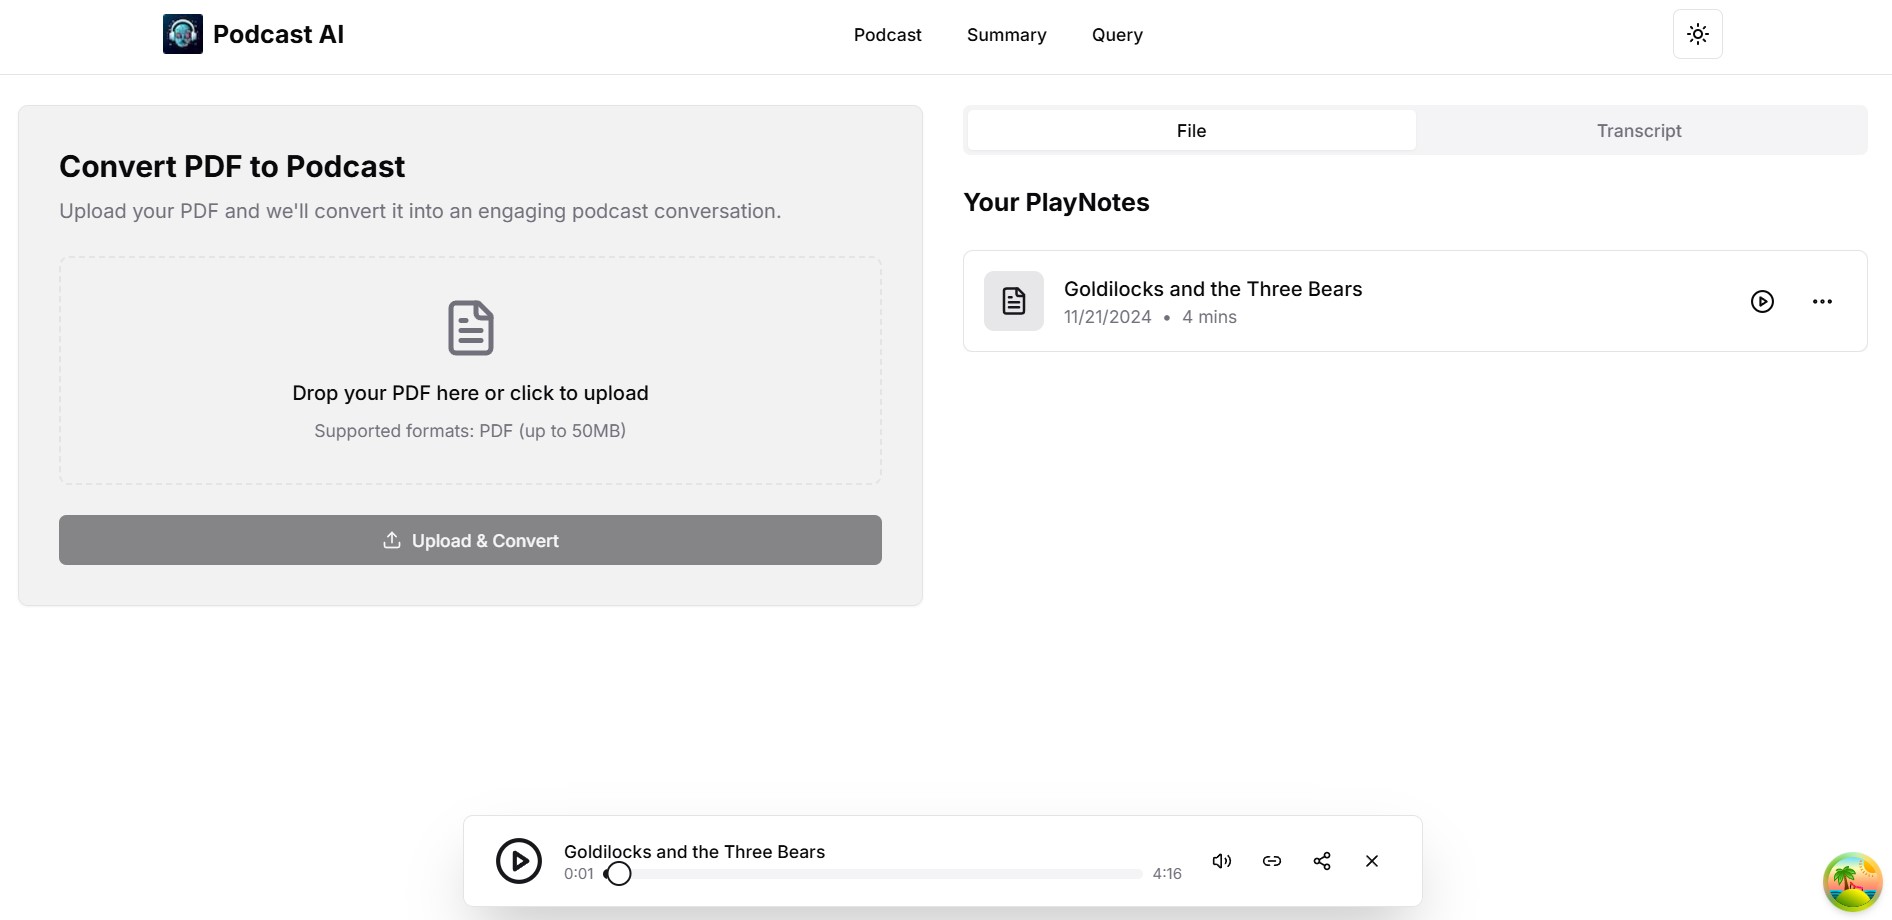 Podcast AI
Podcast
Summary
Query
Convert PDF to Podcast
Upload your PDF and we'll convert it into an engaging podcast conversation.
Drop your PDF here or click to upload
Supported formats: PDF (up to 50MB)
Upload & Convert
File
Transcript
Your PlayNotes
Goldilocks and the Three Bears
11/21/2024 • 4 mins
Goldilocks and the Three Bears
0:01
4:16